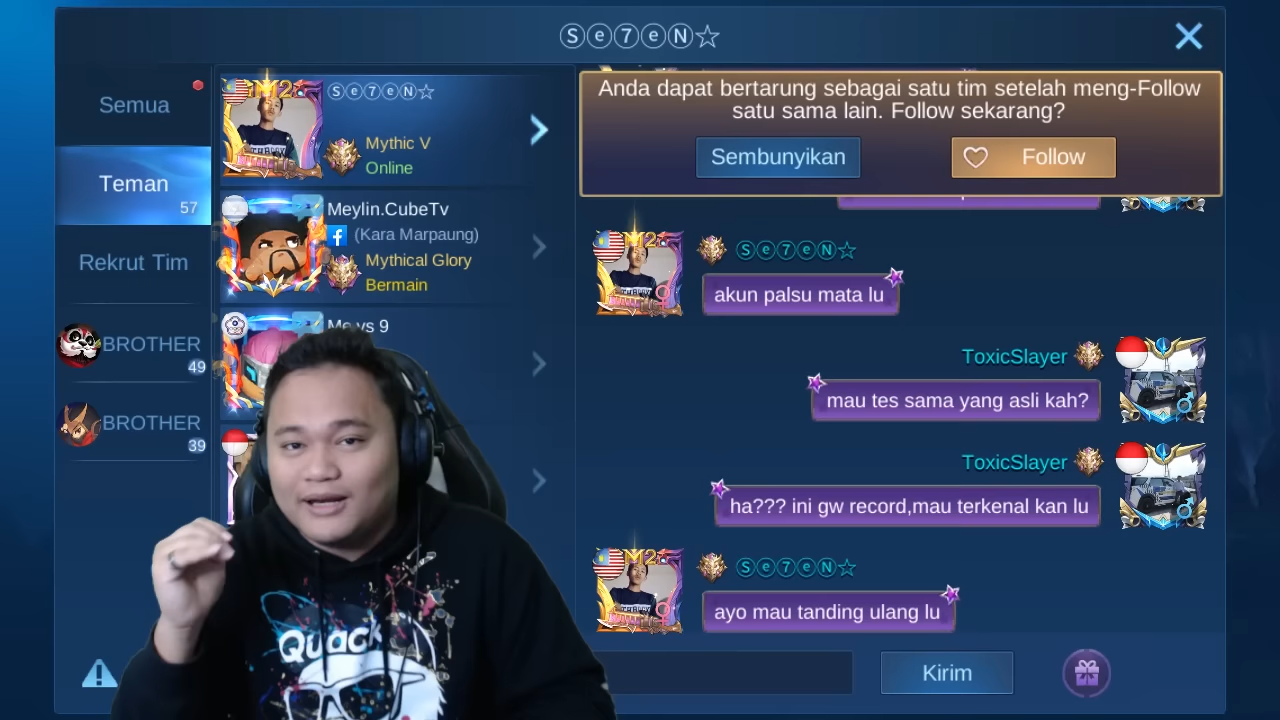 Ⓢⓔ⑦ⓔⓃ☆
Semua
Teman
57
Rekrut Tim
BROTHER
49
BROTHER
39
Ⓢⓔ⑦ⓔⓃ☆
Mythic V
Online
Meylin.CubeTv
(Kara Marpaung)
Mythical Glory
Bermain
Anda dapat bertarung sebagai satu tim setelah meng-Follow
satu sama lain. Follow sekarang?
Sembunyikan
Follow
M2
Ⓢⓔ⑦ⓔⓃ☆
akun palsu mata lu
ToxicSlayer
mau tes sama yang asli kah?
ToxicSlayer
ha??? ini gw record,mau terkenal kan lu
M2
Ⓢⓔ⑦ⓔⓃ☆
ayo mau tanding ulang lu
Kirim
Quack